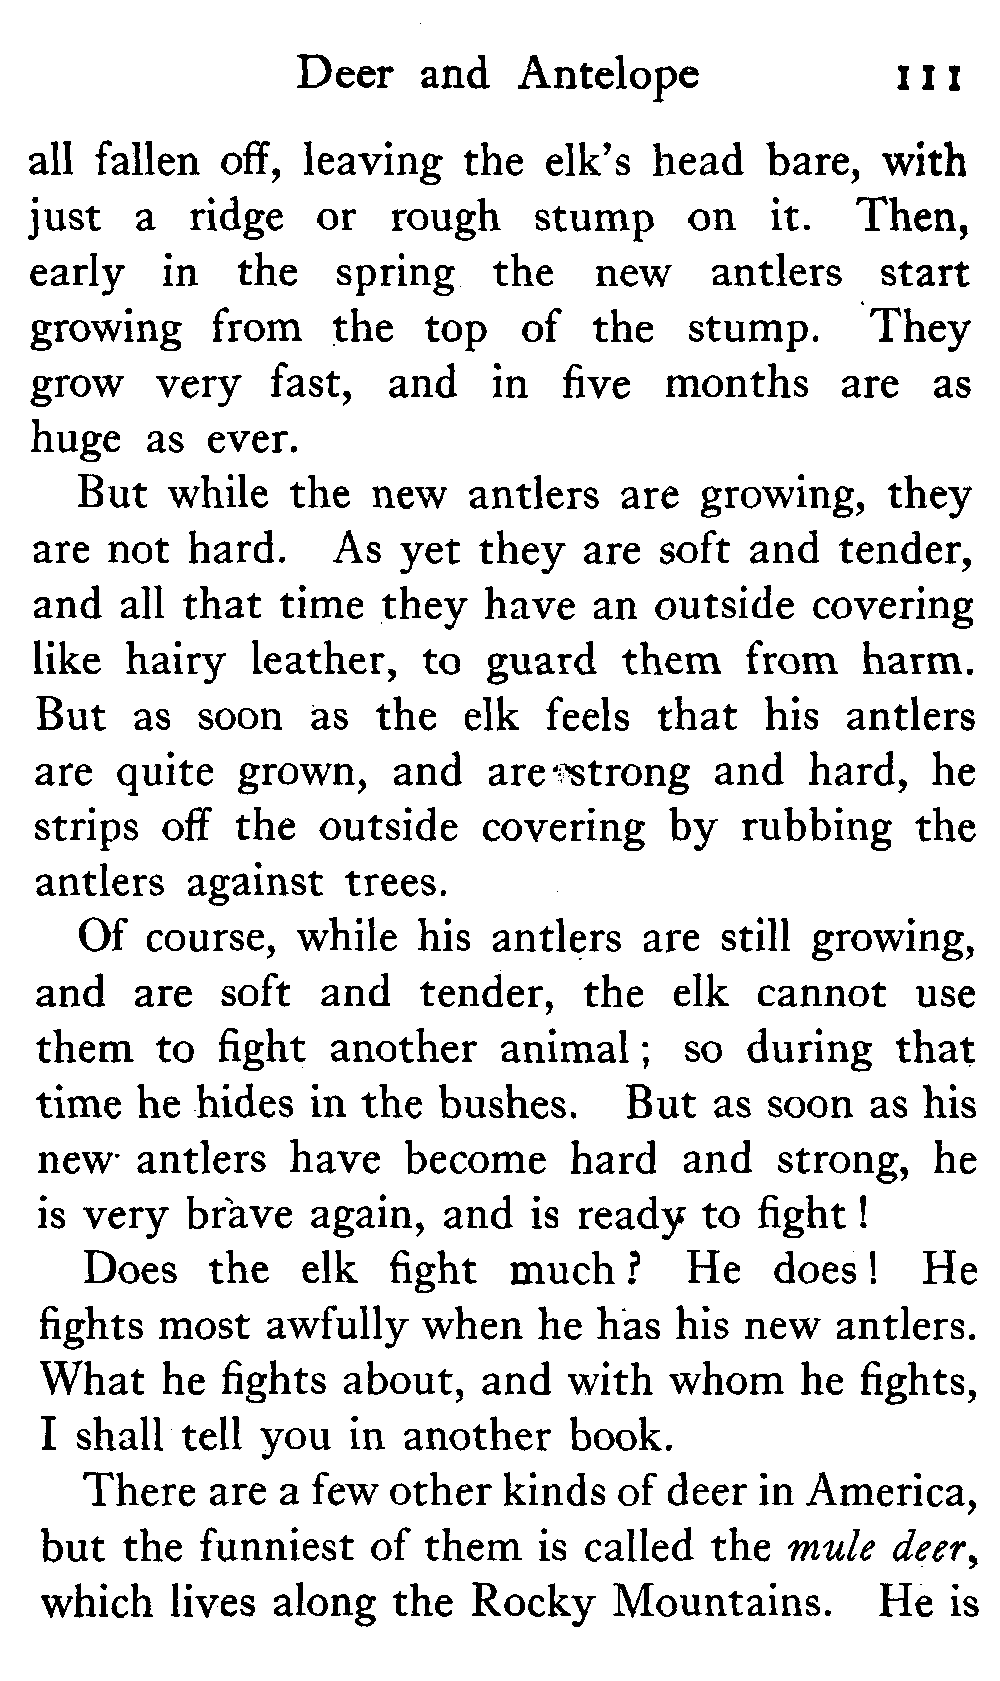 Deer and Antelope 111
all fallen off, leaving the elk's head bare, with
just a ridge or rough stump on it. Then,
early in the spring the new antlers start
growing from the top of the stump. They
grow very fast, and in five months are as
huge as ever.
But while the new antlers are growing, they
are not hard. As yet they are soft and tender,
and all that time they have an outside covering
like hairy leather, to guard them from harm.
But as soon as the elk feels that his antlers
are quite grown, and are strong and hard, he
strips off the outside covering by rubbing the
antlers against trees.
Of course, while his antlers are still growing,
and are soft and tender, the elk cannot use
them to fight another animal; so during that
time he hides in the bushes. But as soon as his
new antlers have become hard and strong, he
is very brave again, and is ready to fight!
Does the elk fight much? He does! He
fights most awfully when he has his new antlers.
What he fights about, and with whom he fights,
I shall tell you in another book.
There are a few other kinds of deer in America,
but the funniest of them is called the mule deer,
which lives along the Rocky Mountains. He is